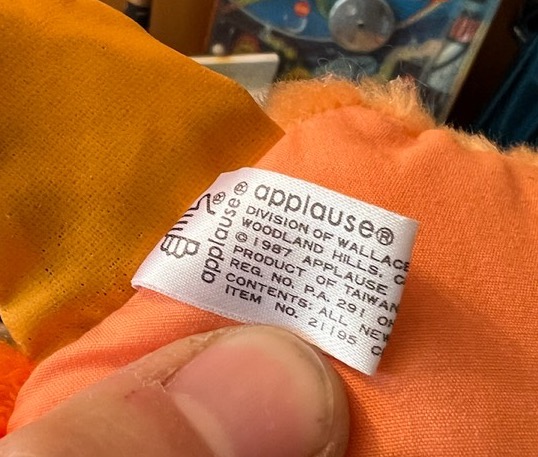 applause®
DIVISION OF WALLACE
WOODLAND HILLS, C
© 1987 APPLAUSE
PRODUCT OF TAIWAN
REG. NO. P.A. 291
CONTENTS: ALL NEW
ITEM NO. 21195
applause®